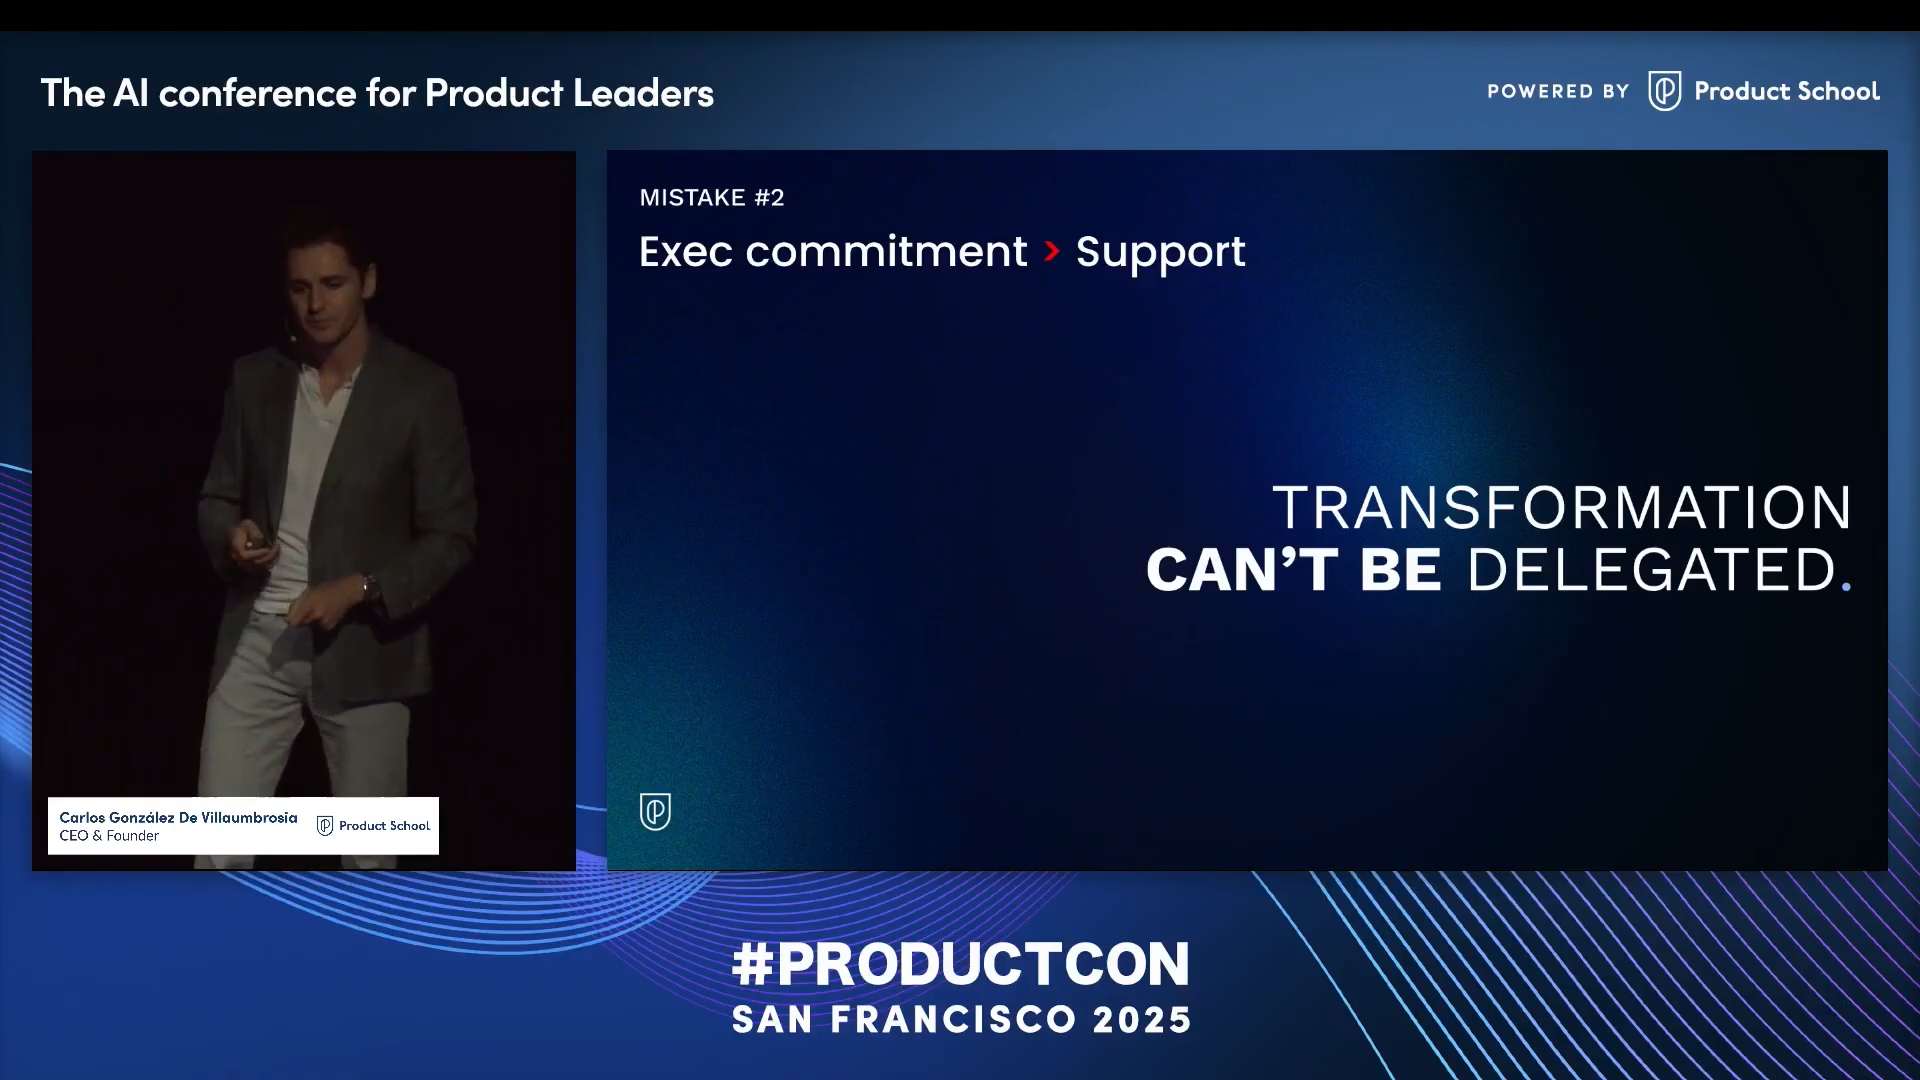 The AI conference for Product Leaders
POWERED BY Product School
MISTAKE #2
Exec commitment > Support
TRANSFORMATION
CAN'T BE DELEGATED.
Carlos González De Villaumbrosia
CEO & Founder
Product School
#PRODUCTCON
SAN FRANCISCO 2025